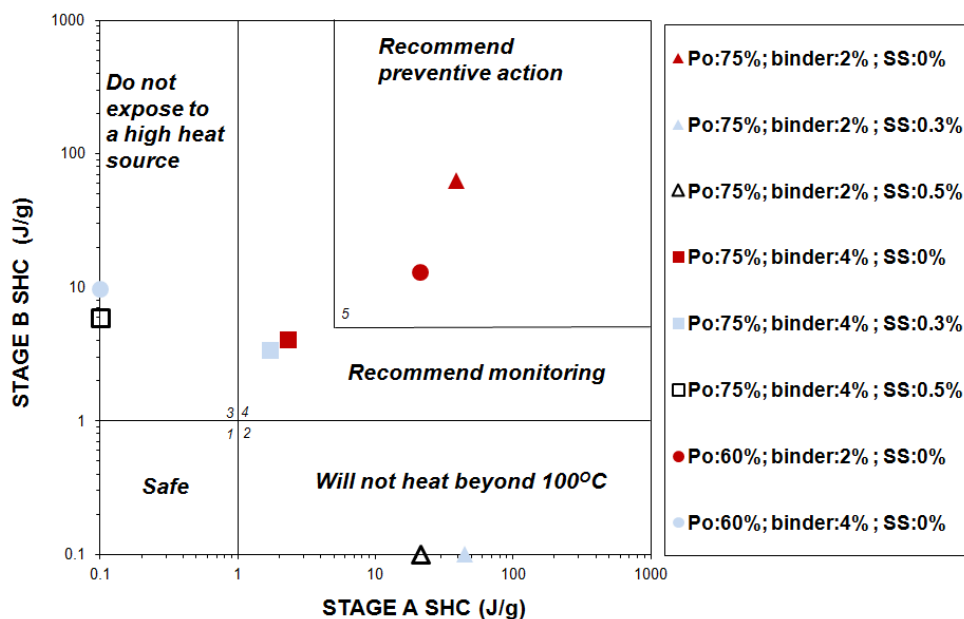 1000
100
10
1
0.1
STAGE B SHC (J/g)
Do not
expose to
a high heat
source
Recommend
preventive action
5
Recommend monitoring
3 4
1 2
Safe
Will not heat beyond 100OC
0.1 1 10 100 1000
STAGE A SHC (J/g)
Po:75%; binder:2% ; SS:0%
Po:75%; binder:2% ; SS:0.3%
Po:75%; binder:2% ; SS:0.5%
Po:75%; binder:4% ; SS:0%
Po:75%; binder:4% ; SS:0.3%
Po:75%; binder:4% ; SS:0.5%
Po:60%; binder:2% ; SS:0%
Po:60%; binder:4% ; SS:0%